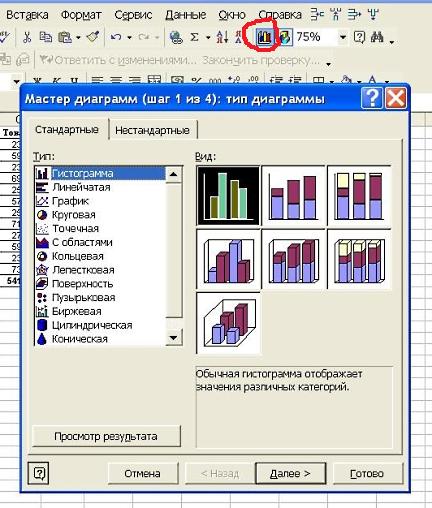 Вставка Формат Сервис Данные Окно Справка
Σ 75%
Ответить с изменениями... Закончить проверку...
Ж К Ч
Мастер диаграмм (шаг 1 из 4): тип диаграммы
Стандартные Нестандартные
Тип: Вид:
Гистограмма
Линейчатая
График
Круговая
Точечная
С областями
Кольцевая
Лепестковая
Поверхность
Пузырьковая
Биржевая
Цилиндрическая
Коническая
Обычная гистограмма отображает
значения различных категорий.
Просмотр результата
Отмена < Назад Далее > Готово